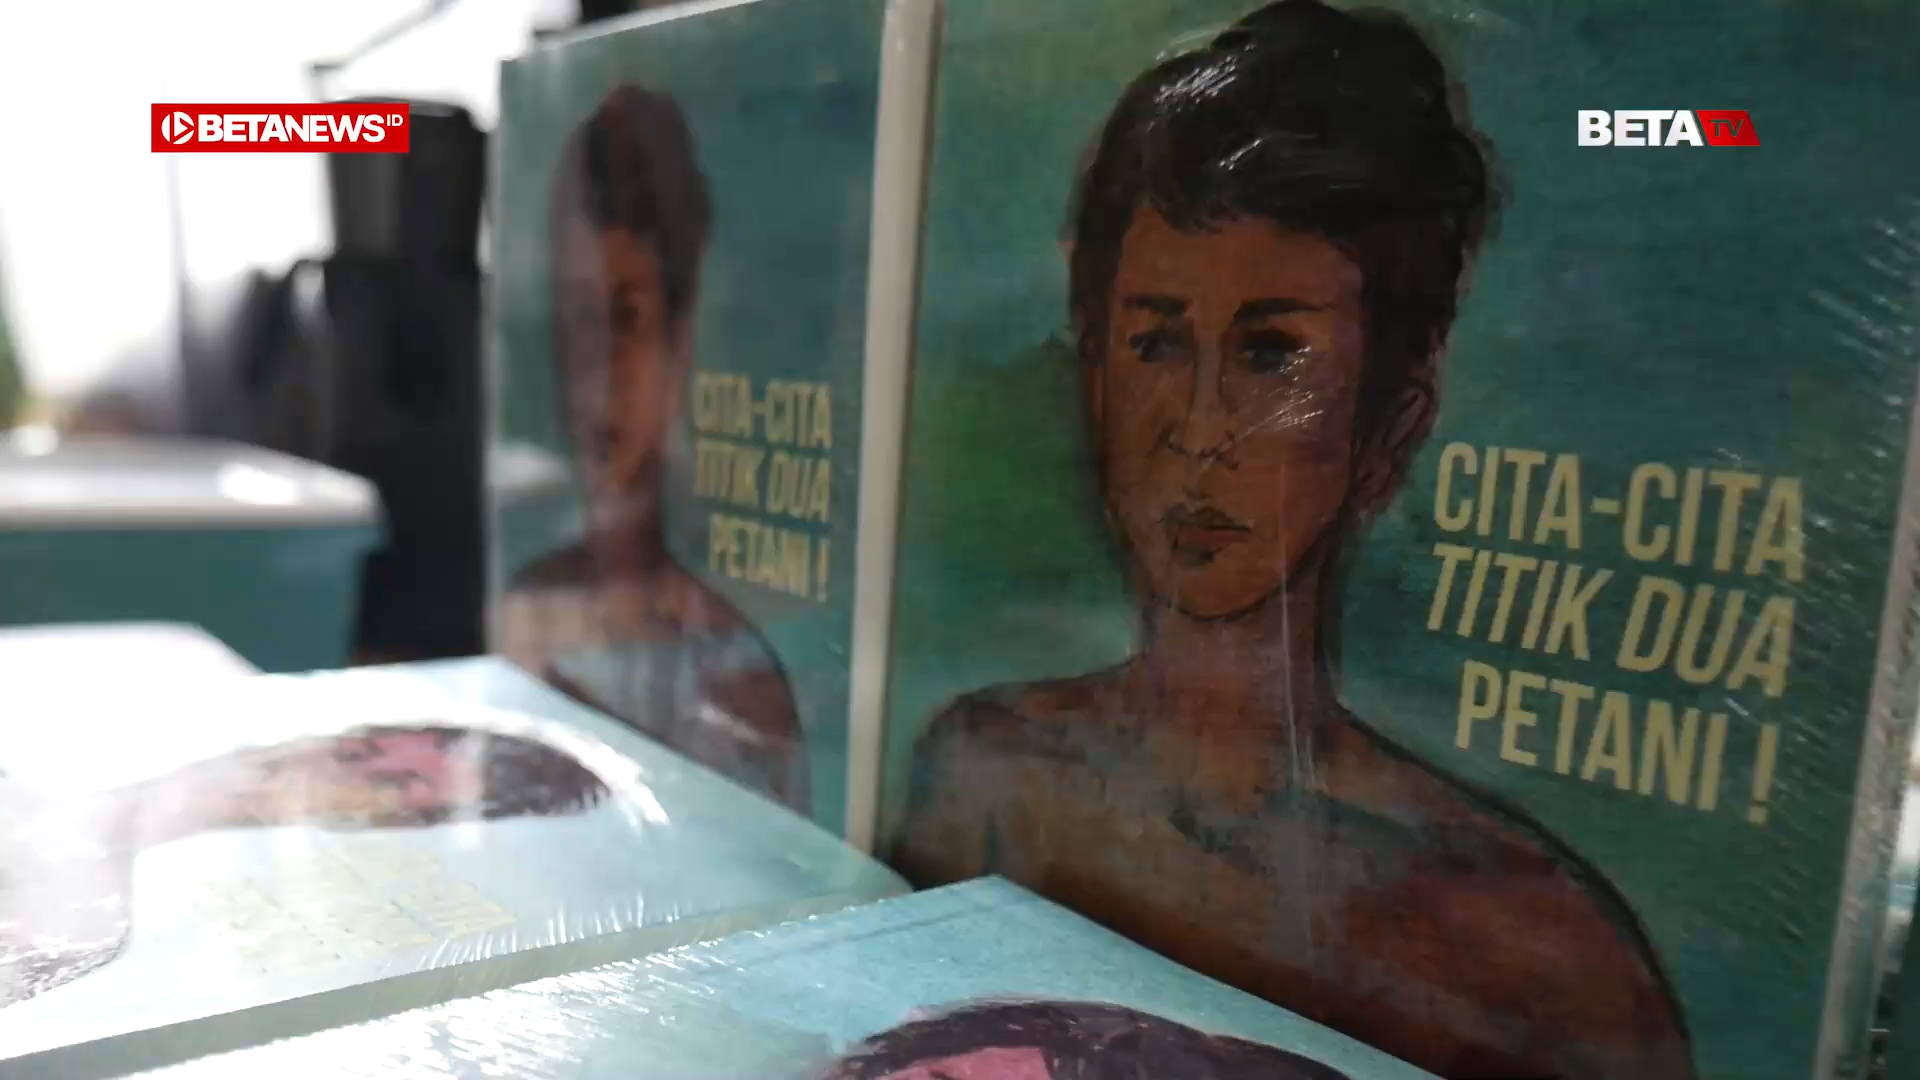 BETANEWS ID
BETA TV
CITA-CITA
TITIK DUA
PETANI !
CITA-CITA
TITIK DUA
PETANI !